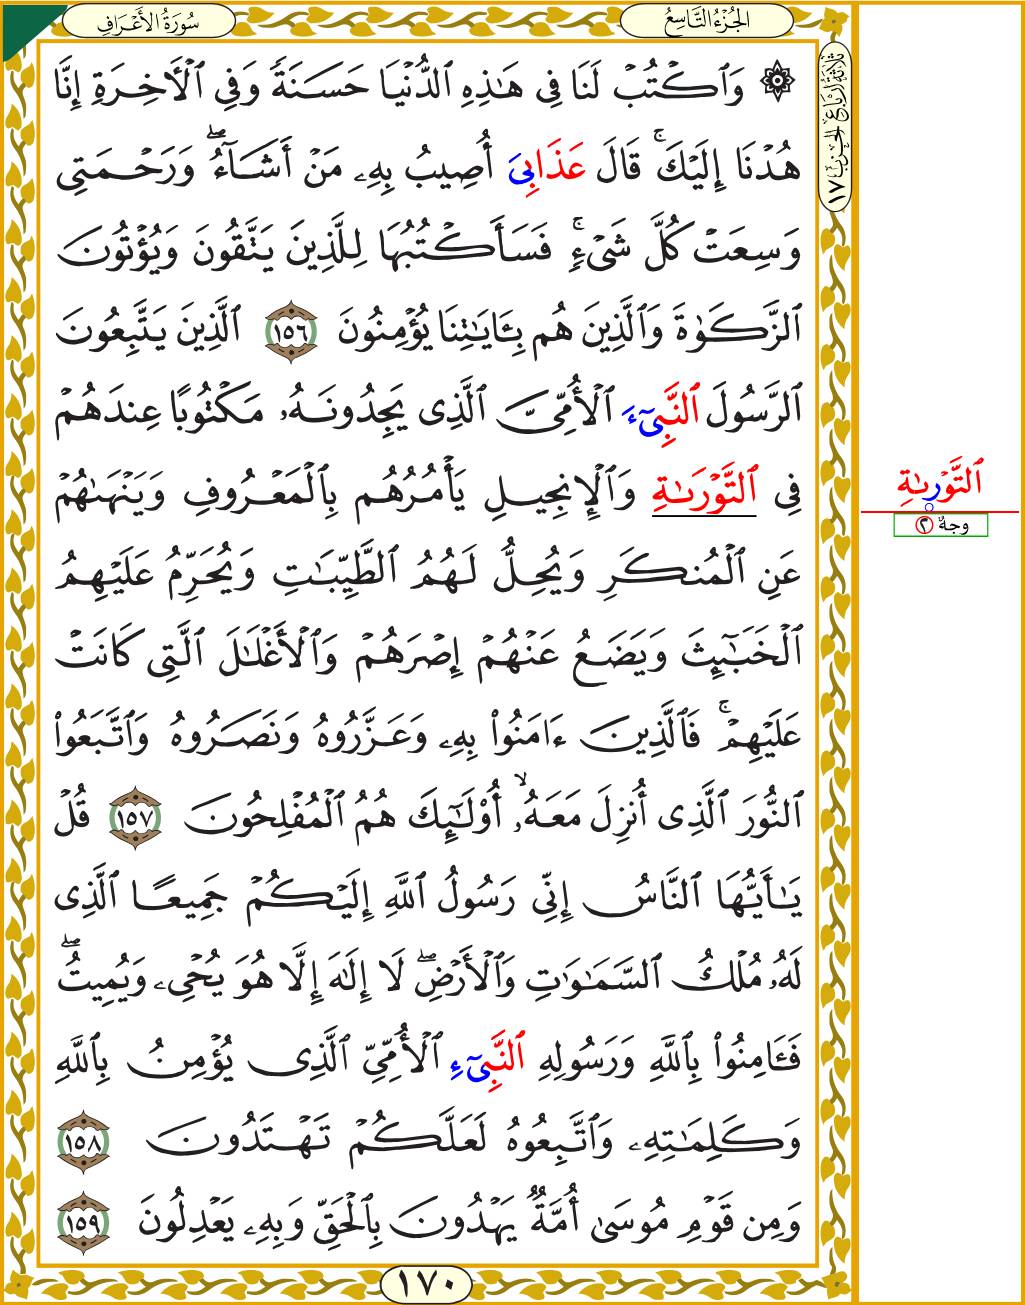 سُورَةُ الأَعْرَافِ
الجُزْءُ التَّاسِعُ
ثَلَاثَةُ أَرْبَاعِ الحِزْبِ ١٧
۞ وَٱكْتُبْ لَنَا فِى هَـٰذِهِ ٱلدُّنْيَا حَسَنَةً وَفِى ٱلْأَخِرَةِ إِنَّا
هُدْنَا إِلَيْكَ ۚ قَالَ عَذَابِىَ أُصِيبُ بِهِۦ مَنْ أَشَآءُ ۖ وَرَحْمَتِى
وَسِعَتْ كُلَّ شَىْءٍ ۚ فَسَأَكْتُبُهَا لِلَّذِينَ يَتَّقُونَ وَيُؤْتُونَ
ٱلزَّكَوٰةَ وَٱلَّذِينَ هُم بِـَٔايَـٰتِنَا يُؤْمِنُونَ ١٥٦ ٱلَّذِينَ يَتَّبِعُونَ
ٱلرَّسُولَ ٱلنَّبِىٓءَ ٱلْأُمِّىَّ ٱلَّذِى يَجِدُونَهُۥ مَكْتُوبًا عِندَهُمْ
فِى ٱلتَّوْرَىٰةِ وَٱلْإِنجِيلِ يَأْمُرُهُم بِٱلْمَعْرُوفِ وَيَنْهَىٰهُمْ
عَنِ ٱلْمُنكَرِ وَيُحِلُّ لَهُمُ ٱلطَّيِّبَـٰتِ وَيُحَرِّمُ عَلَيْهِمُ
ٱلْخَبَـٰٓئِثَ وَيَضَعُ عَنْهُمْ إِصْرَهُمْ وَٱلْأَغْلَـٰلَ ٱلَّتِى كَانَتْ
عَلَيْهِمْ ۚ فَٱلَّذِينَ ءَامَنُوا۟ بِهِۦ وَعَزَّرُوهُ وَنَصَرُوهُ وَٱتَّبَعُوا۟
ٱلنُّورَ ٱلَّذِى أُنزِلَ مَعَهُۥ ۙ أُو۟لَـٰٓئِكَ هُمُ ٱلْمُفْلِحُونَ ١٥٧ قُلْ
يَـٰأَيُّهَا ٱلنَّاسُ إِنِّى رَسُولُ ٱللَّهِ إِلَيْكُمْ جَمِيعًا ٱلَّذِى
لَهُۥ مُلْكُ ٱلسَّمَـٰوَٰتِ وَٱلْأَرْضِ ۖ لَا إِلَـٰهَ إِلَّا هُوَ يُحْىِۦ وَيُمِيتُ ۖ
فَـَٔامِنُوا۟ بِٱللَّهِ وَرَسُولِهِ ٱلنَّبِىٓءِ ٱلْأُمِّىِّ ٱلَّذِى يُؤْمِنُ بِٱللَّهِ
وَكَلِمَـٰتِهِۦ وَٱتَّبِعُوهُ لَعَلَّكُمْ تَهْتَدُونَ ١٥٨
وَمِن قَوْمِ مُوسَىٰ أُمَّةٌ يَهْدُونَ بِٱلْحَقِّ وَبِهِۦ يَعْدِلُونَ ١٥٩
١٧٠
ٱلتَّوْرَىٰةِ
وجهٌ ٢